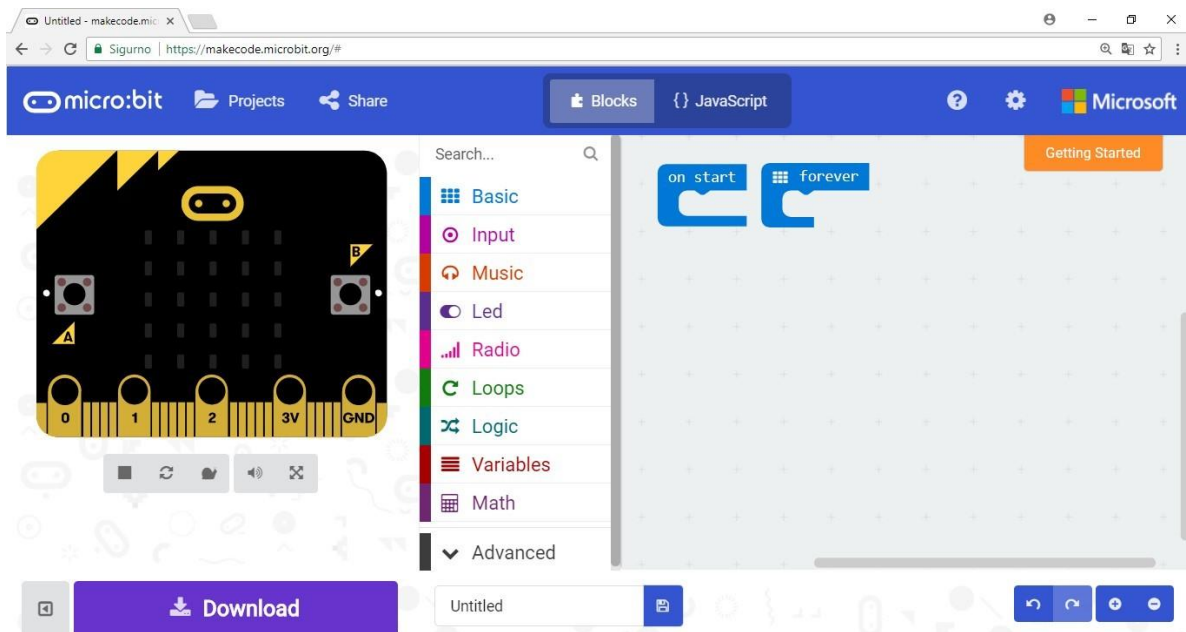 Untitled - makecode.mic
Sigurno | https://makecode.microbit.org/#
micro:bit Projects Share Blocks {} JavaScript Microsoft
Search...
Basic
Input
Music
Led
Radio
Loops
Logic
Variables
Math
Advanced
on start
forever
Getting Started
B
A
0 1 2 3V GND
Download
Untitled